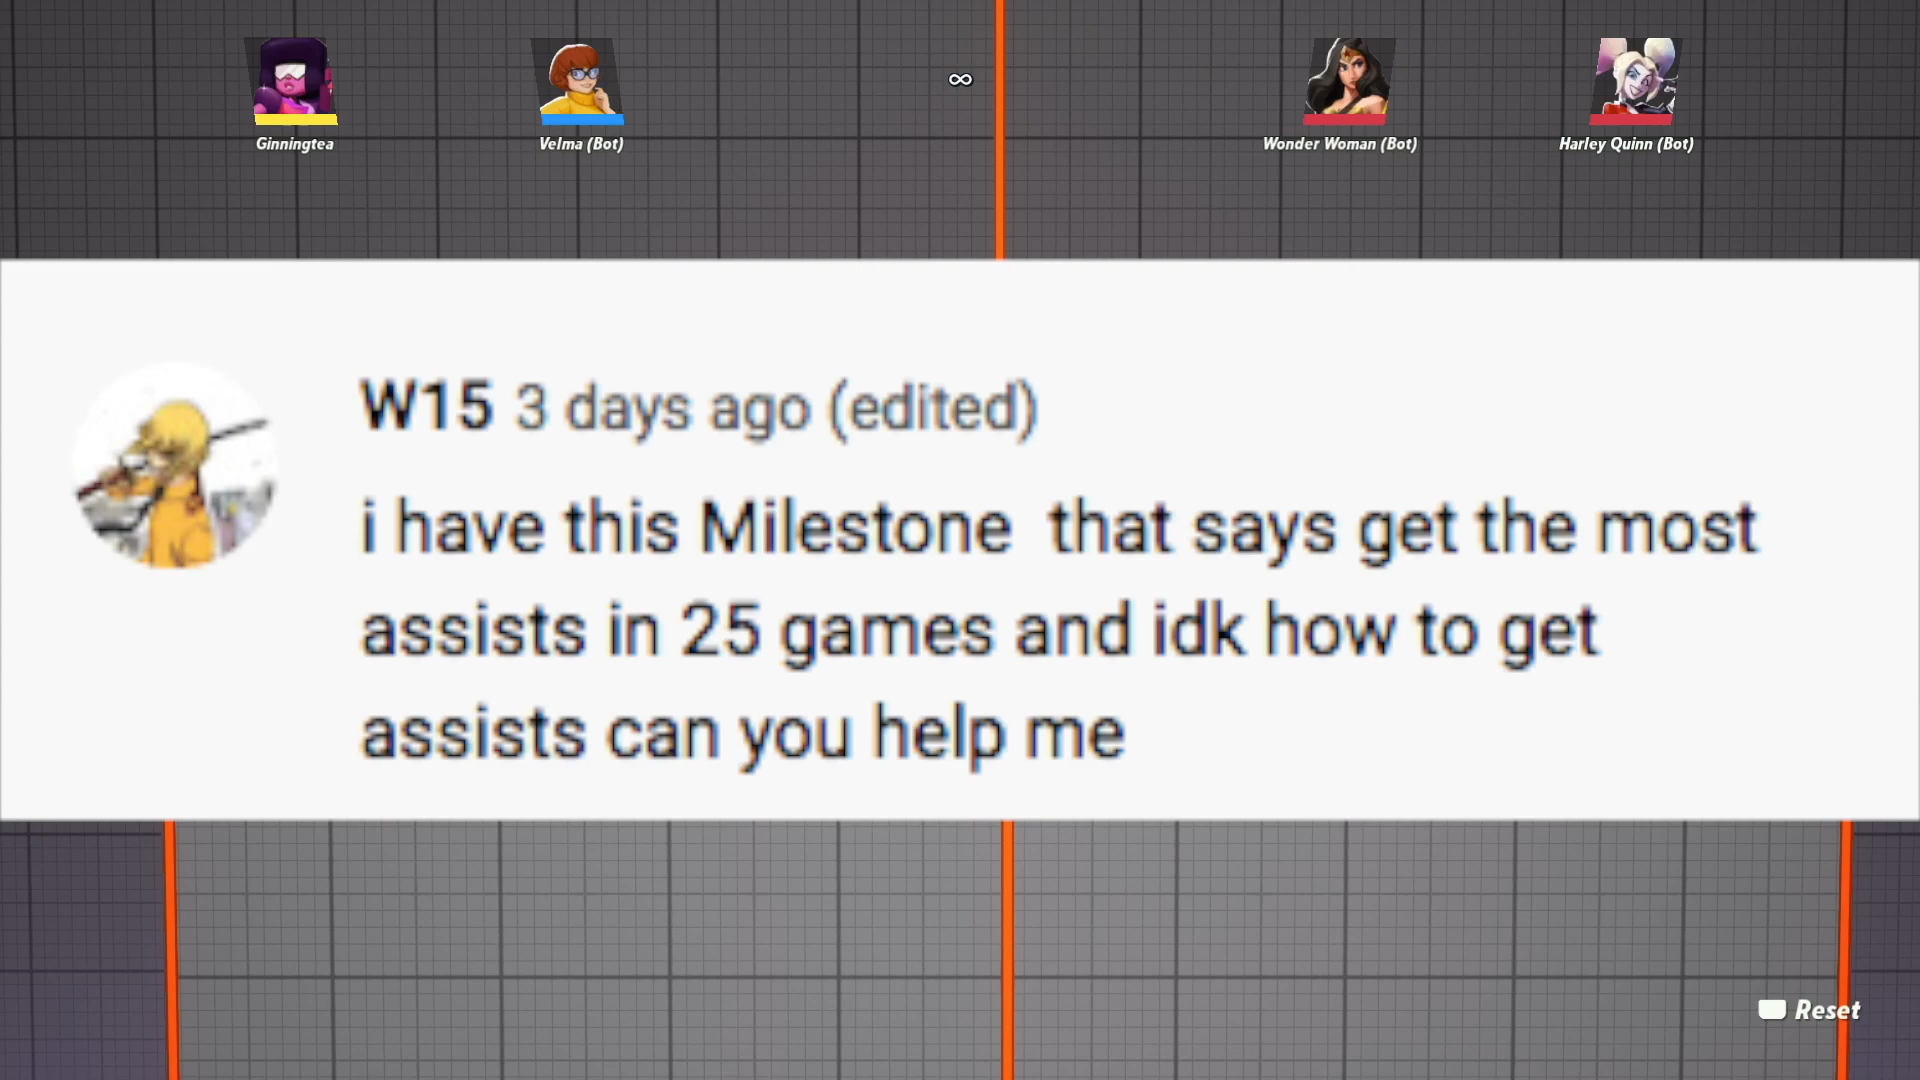 Ginningtea
Velma (Bot)
∞
Wonder Woman (Bot)
Harley Quinn (Bot)
W15 3 days ago (edited)
i have this Milestone that says get the most
assists in 25 games and idk how to get
assists can you help me
Reset